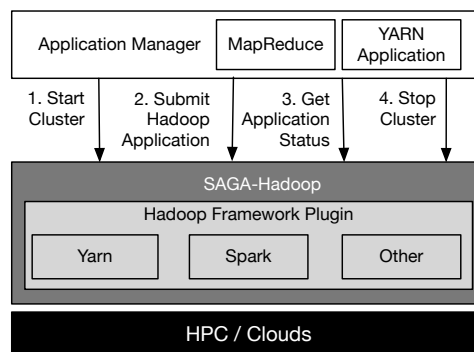 Application Manager
MapReduce
YARN
Application
1. Start
Cluster
2. Submit
Hadoop
Application
3. Get
Application
Status
4. Stop
Cluster
SAGA-Hadoop
Hadoop Framework Plugin
Yarn
Spark
Other
HPC / Clouds